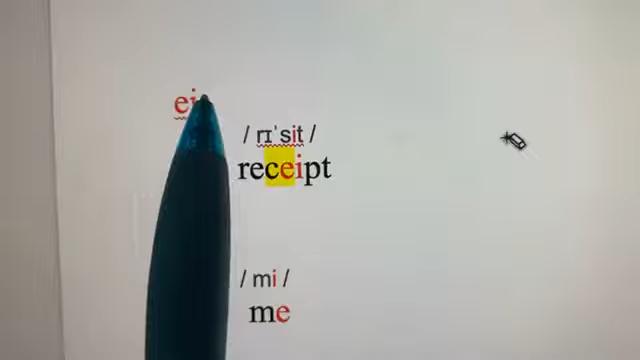 ei
/ rɪˈsit /
receipt
/ mi /
me